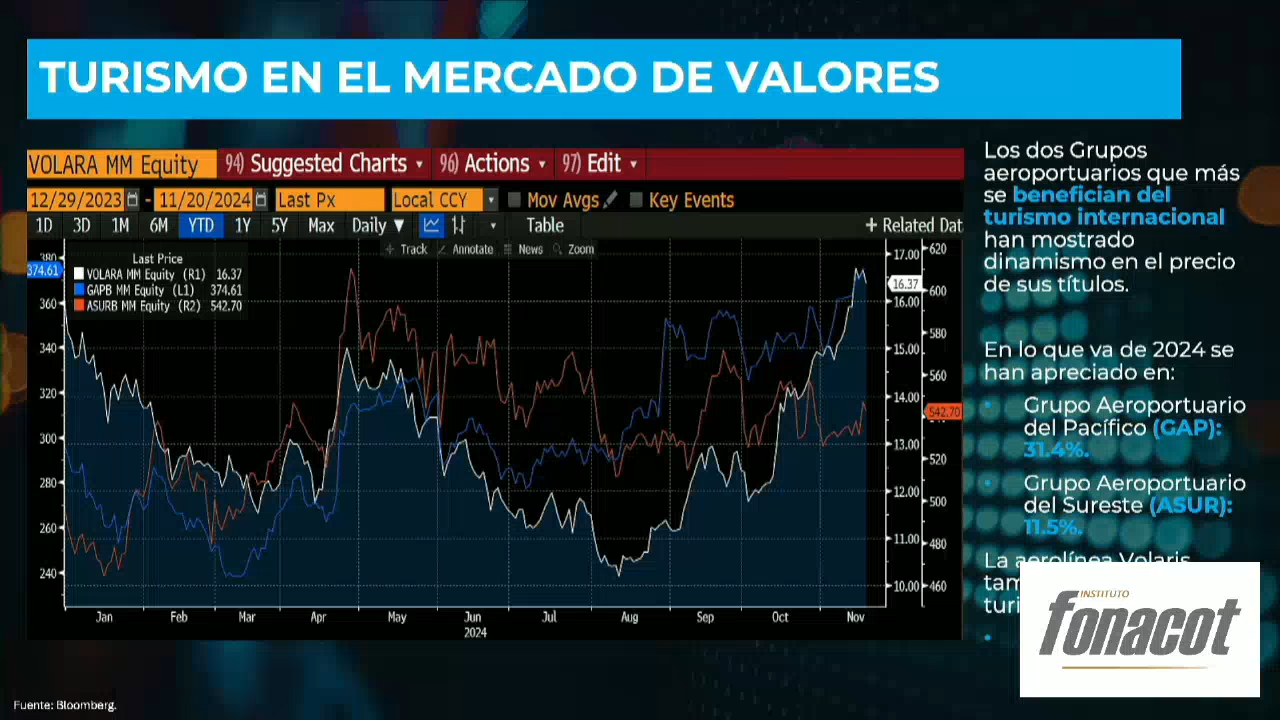 TURISMO EN EL MERCADO DE VALORES
VOLARA MM Equity
94) Suggested Charts
96) Actions
97) Edit
12/29/2023 - 11/20/2024 Last Px Local CCY Mov Avgs Key Events
1D 3D 1M 6M YTD 1Y 5Y Max Daily Table + Related Dat
Track Annotate News Zoom
Last Price
VOLARA MM Equity (R1) 16.37
GAPB MM Equity (L1) 374.61
ASURB MM Equity (R2) 542.70
380
374.61
360
340
320
300
280
260
240
17.00
16.37
16.00
15.00
14.00
13.00
12.00
11.00
10.00
620
600
580
560
542.70
520
500
480
460
Jan Feb Mar Apr May Jun Jul Aug Sep Oct Nov
2024
Los dos Grupos
aeroportuarios que más
se benefician del
turismo internacional
han mostrado
dinamismo en el precio
de sus títulos.
En lo que va de 2024 se
han apreciado en:
• Grupo Aeroportuario
del Pacífico (GAP):
31.4%.
• Grupo Aeroportuario
del Sureste (ASUR):
11.5%.
La aerolínea Volaris
INSTITUTO
fonacot
Fuente: Bloomberg.